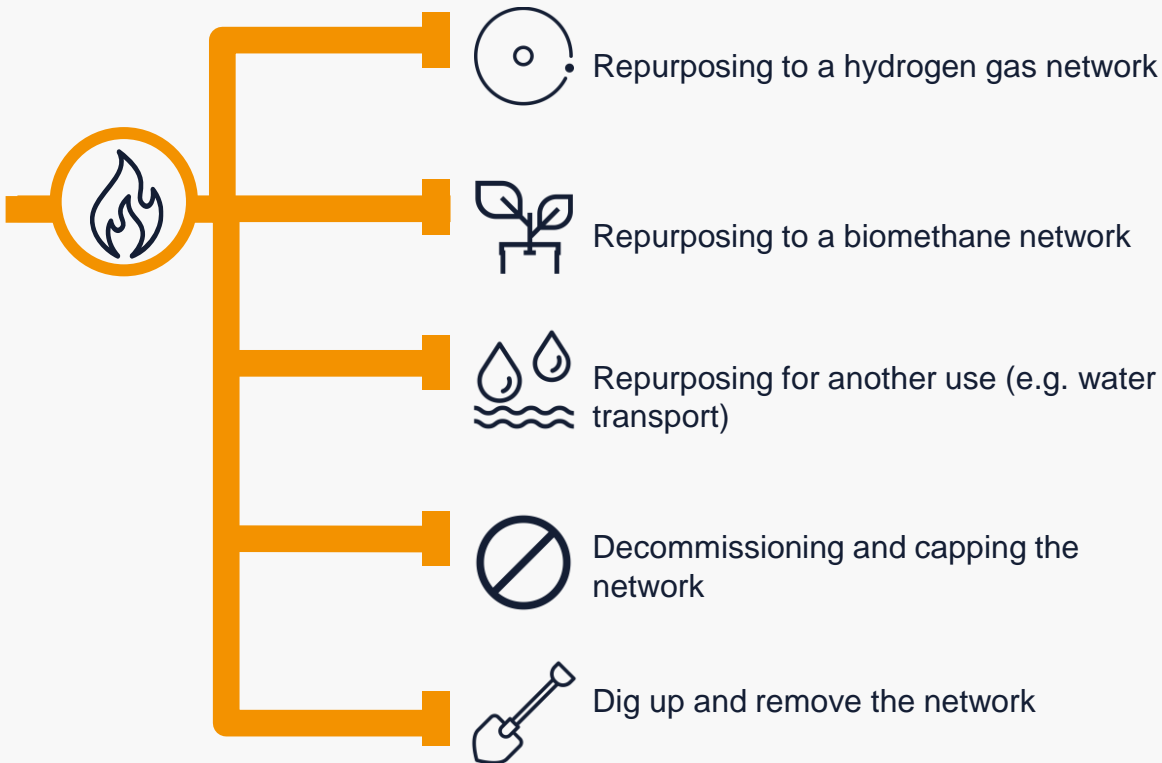 Repurposing to a hydrogen gas network
Repurposing to a biomethane network
Repurposing for another use (e.g. water
transport)
Decommissioning and capping the
network
Dig up and remove the network